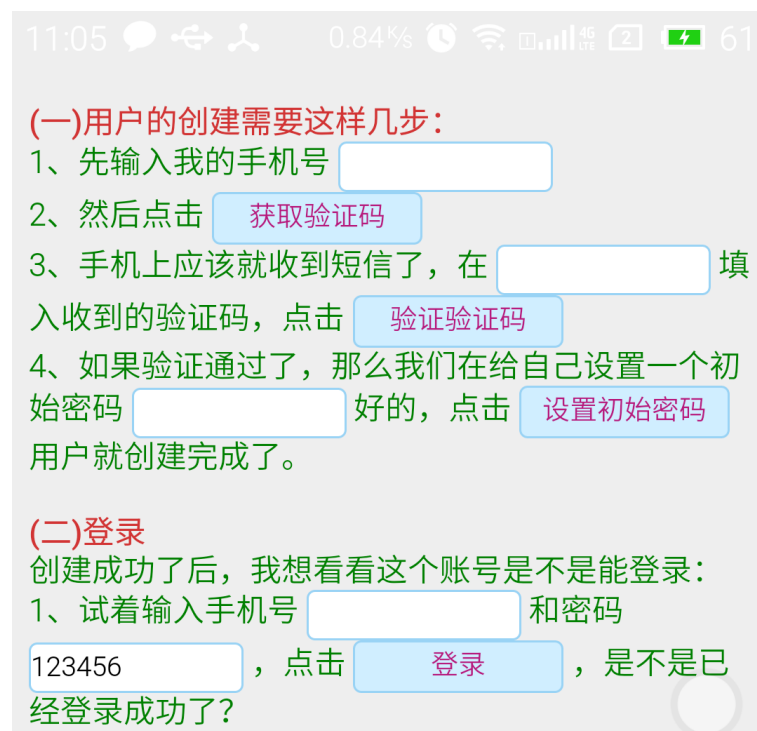 11:05 0.84K/s 4G LTE 2 61
(一)用户的创建需要这样几步：
1、先输入我的手机号
2、然后点击 获取验证码
3、手机上应该就收到短信了，在 填
入收到的验证码，点击 验证验证码
4、如果验证通过了，那么我们在给自己设置一个初
始密码 好的，点击 设置初始密码
用户就创建完成了。
(二)登录
创建成功了后，我想看看这个账号是不是能登录：
1、试着输入手机号 和密码
123456 ，点击 登录 ，是不是已
经登录成功了？